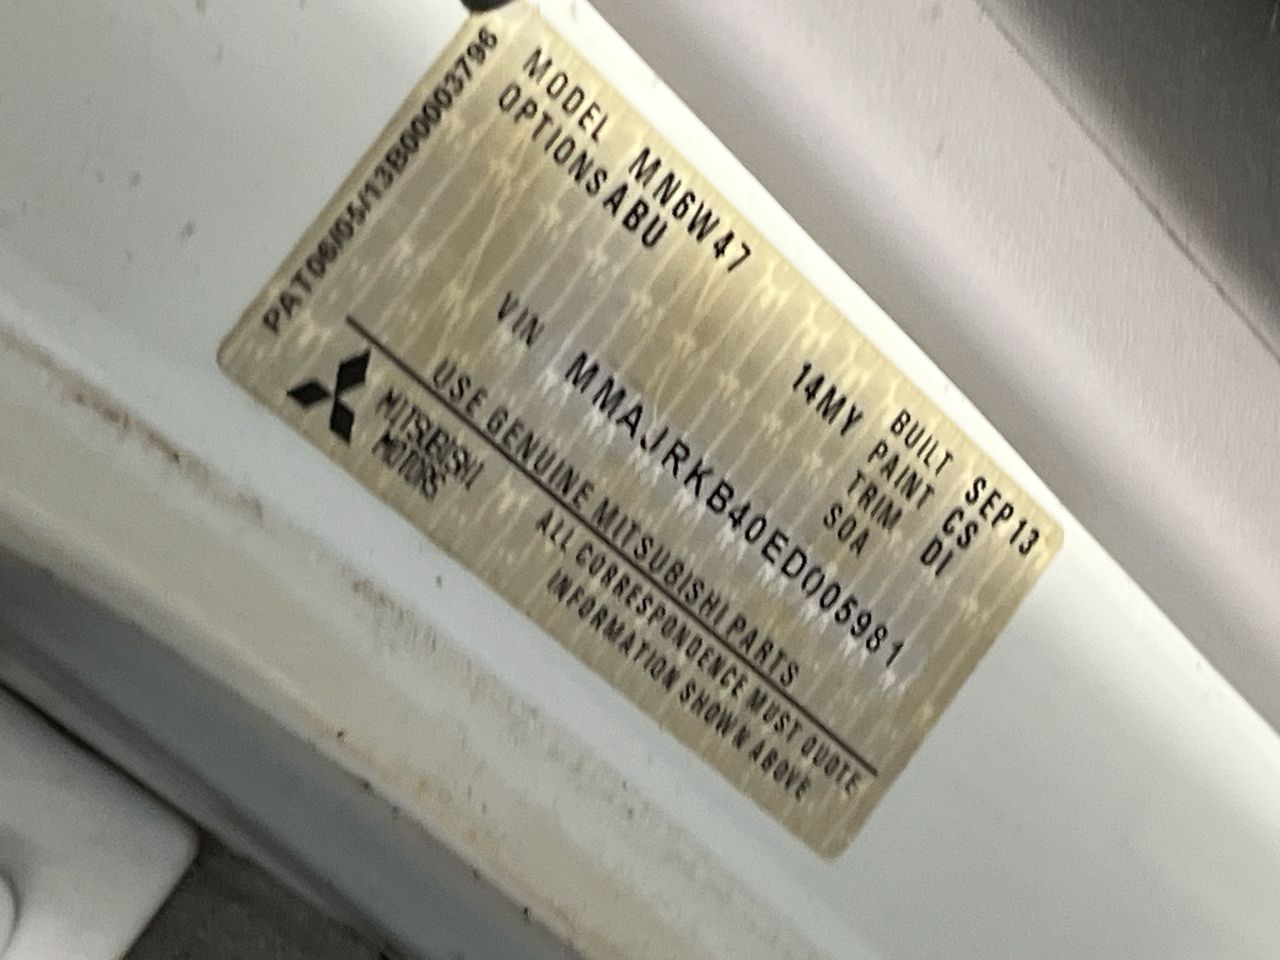 PAT06/05/13B00003796
MODEL MN6W47
OPTIONS ABU
14MY
BUILT SEP13
PAINT CS
TRIM DI
SOA
VIN MMAJRKB40ED005981
USE GENUINE MITSUBISHI PARTS
MITSUBISHI
MOTORS
ALL CORRESPONDENCE MUST QUOTE
INFORMATION SHOWN ABOVE